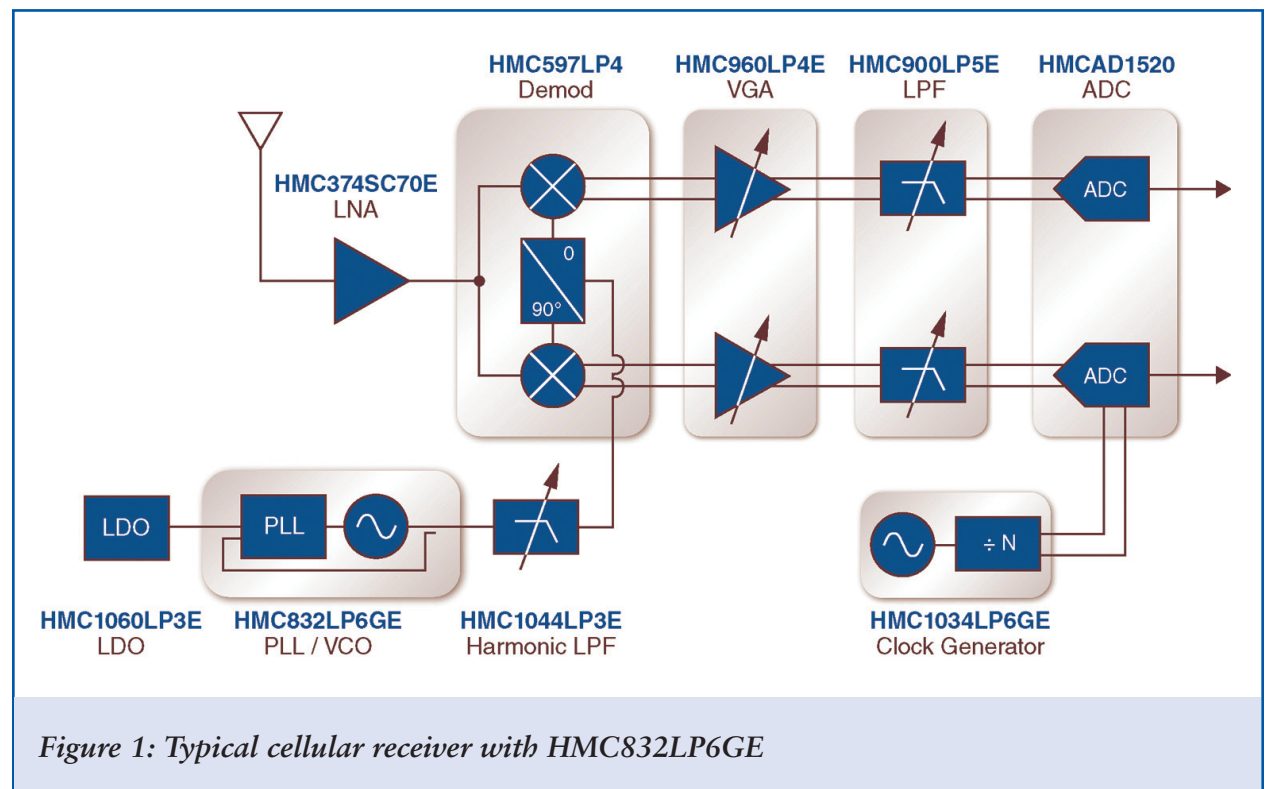 HMC597LP4
Demod
HMC960LP4E
VGA
HMC900LP5E
LPF
HMCAD1520
ADC
HMC374SC70E
LNA
0
90°
ADC
ADC
LDO
PLL
÷ N
HMC1060LP3E
LDO
HMC832LP6GE
PLL / VCO
HMC1044LP3E
Harmonic LPF
HMC1034LP6GE
Clock Generator
Figure 1: Typical cellular receiver with HMC832LP6GE